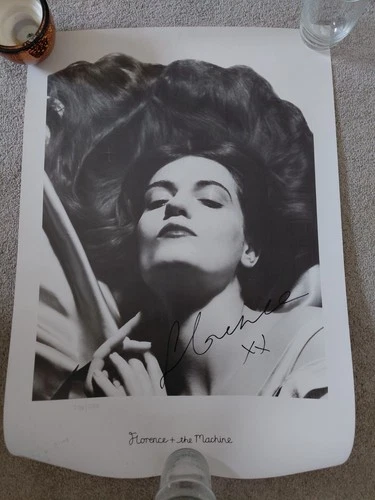 Florence
xx
Florence + the Machine